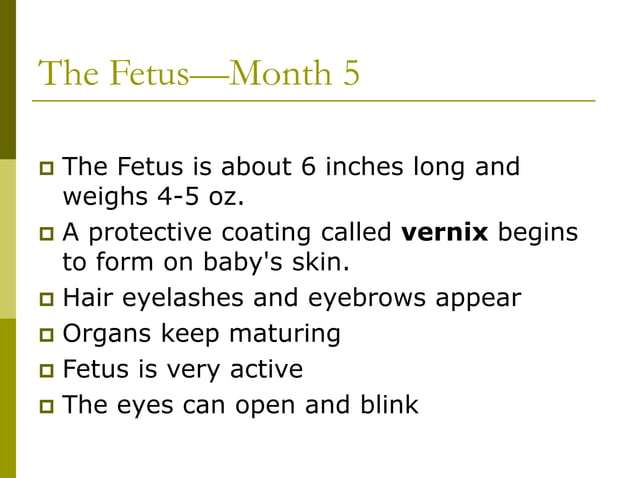 The Fetus—Month 5
The Fetus is about 6 inches long and
weighs 4-5 oz.
A protective coating called vernix begins
to form on baby's skin.
Hair eyelashes and eyebrows appear
Organs keep maturing
Fetus is very active
The eyes can open and blink